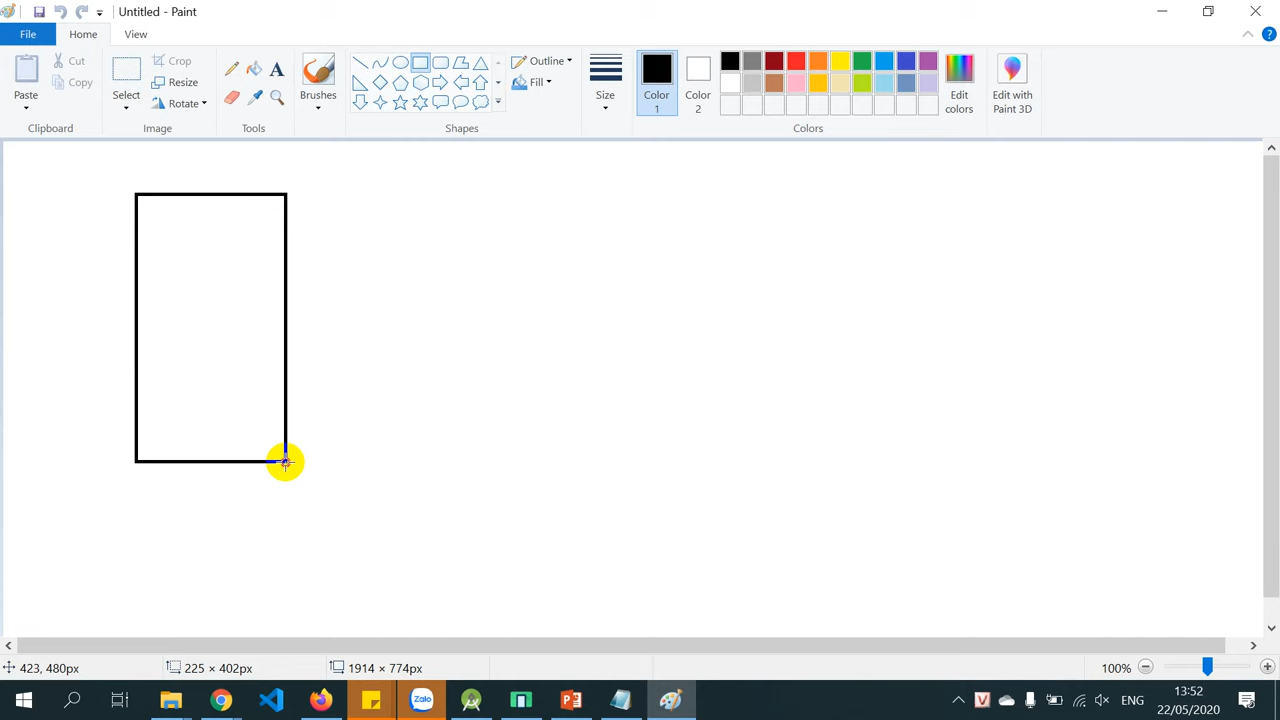 Untitled - Paint
File
Home
View
Paste
Cut
Copy
Clipboard
Select
Crop
Resize
Rotate
Image
A
Tools
Brushes
Shapes
Outline
Fill
Size
Color
1
Color
2
Colors
Edit
colors
Edit with
Paint 3D
?
423, 480px
225 × 402px
1914 × 774px
100%
Zalo
V
ENG
13:52
22/05/2020